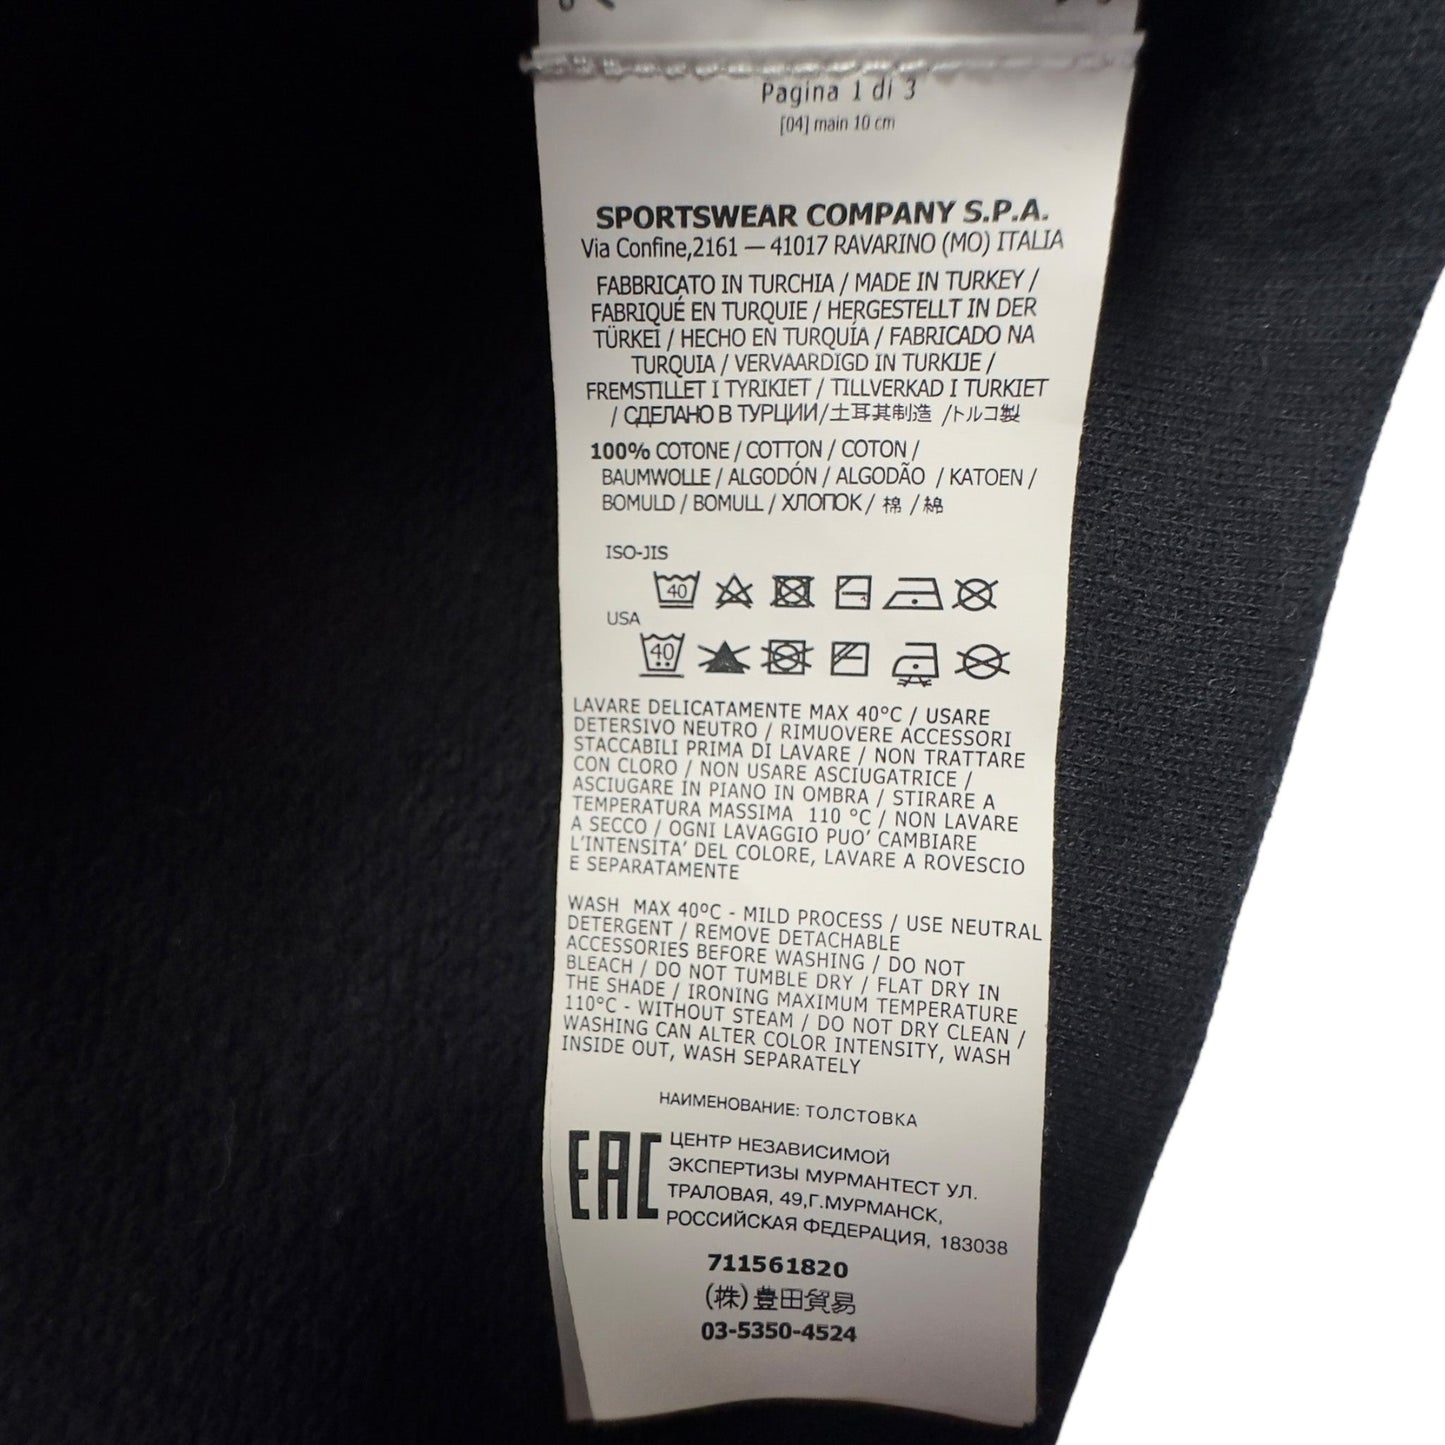 Pagina 1 di 3
[04] main 10 cm
SPORTSWEAR COMPANY S.P.A.
Via Confine,2161 — 41017 RAVARINO (MO) ITALIA
FABBRICATO IN TURCHIA / MADE IN TURKEY /
FABRIQUÉ EN TURQUIE / HERGESTELLT IN DER
TÜRKEI / HECHO EN TURQUÍA / FABRICADO NA
TURQUIA / VERVAARDIGD IN TURKIJE /
FREMSTILLET I TYRKIET / TILLVERKAD I TURKIET
/ СДЕЛАНО В ТУРЦИИ/土耳其制造 /トルコ製
100% COTONE / COTTON / COTON /
BAUMWOLLE / ALGODÓN / ALGODÃO / KATOEN /
BOMULD / BOMULL / ХЛОПОК / 棉 / 綿
ISO-JIS
40
USA
40
LAVARE DELICATAMENTE MAX 40°C / USARE
DETERSIVO NEUTRO / RIMUOVERE ACCESSORI
STACCABILI PRIMA DI LAVARE / NON TRATTARE
CON CLORO / NON USARE ASCIUGATRICE /
ASCIUGARE IN PIANO IN OMBRA / STIRARE A
TEMPERATURA MASSIMA 110 °C / NON LAVARE
A SECCO / OGNI LAVAGGIO PUO' CAMBIARE
L'INTENSITA' DEL COLORE, LAVARE A ROVESCIO
E SEPARATAMENTE
WASH MAX 40ºC - MILD PROCESS / USE NEUTRAL
DETERGENT / REMOVE DETACHABLE
ACCESSORIES BEFORE WASHING / DO NOT
BLEACH / DO NOT TUMBLE DRY / FLAT DRY IN
THE SHADE / IRONING MAXIMUM TEMPERATURE
110°C - WITHOUT STEAM / DO NOT DRY CLEAN /
WASHING CAN ALTER COLOR INTENSITY, WASH
INSIDE OUT, WASH SEPARATELY
НАИМЕНОВАНИЕ: ТОЛСТОВКА
EAC
ЦЕНТР НЕЗАВИСИМОЙ
ЭКСПЕРТИЗЫ МУРМАНТЕСТ УЛ.
ТРАЛОВАЯ, 49,Г.МУРМАНСК,
РОССИЙСКАЯ ФЕДЕРАЦИЯ, 183038
711561820
(株)豊田貿易
03-5350-4524